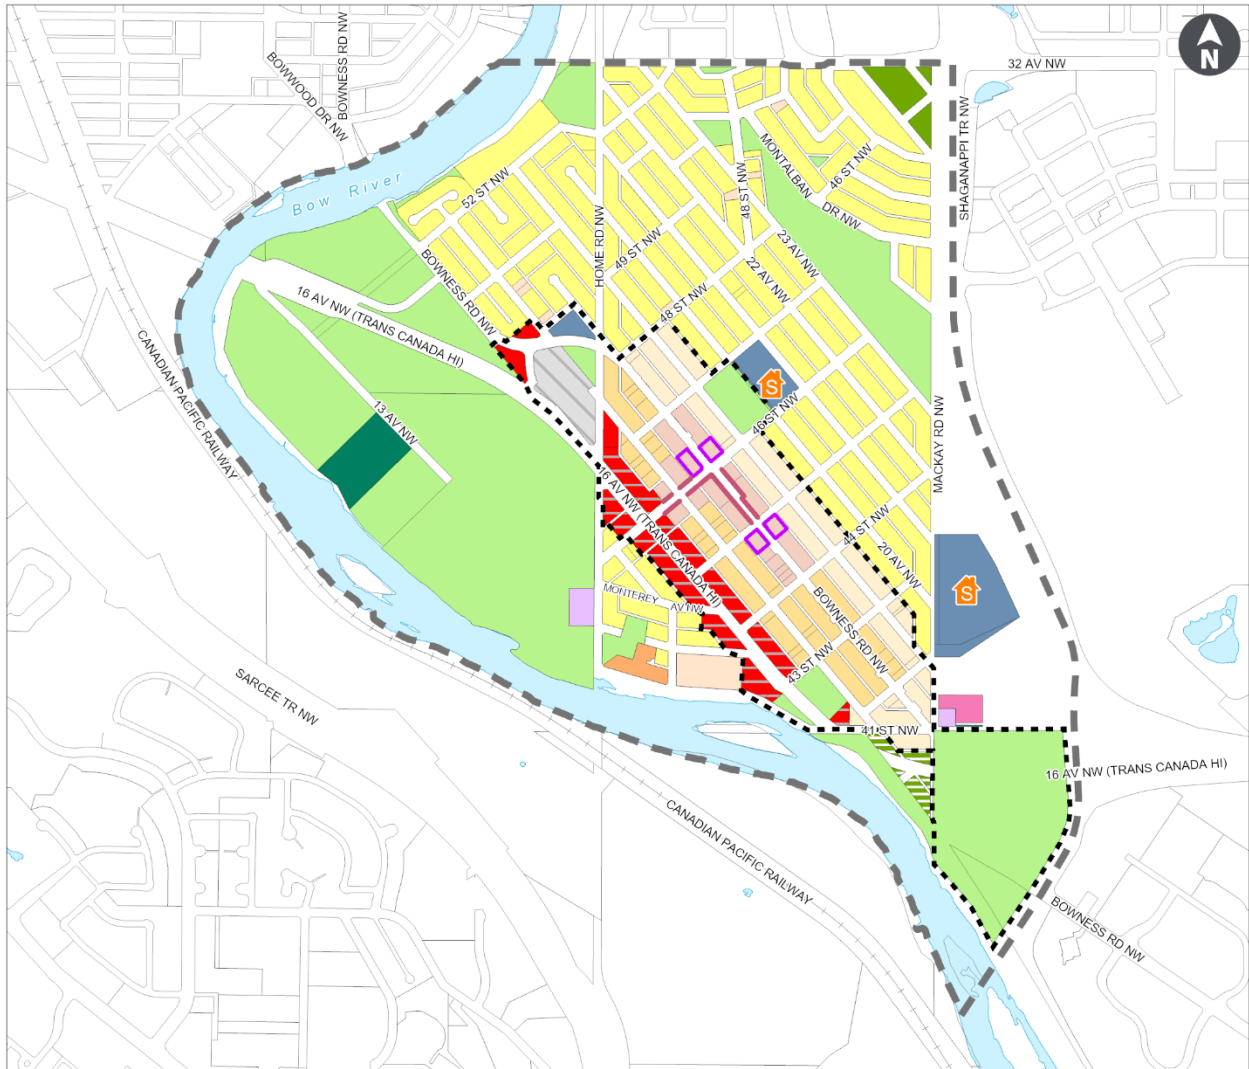 BOWNESS RD NW
BOWWOOD DR NW
N
32 AV NW
SHAGANAPPI TR NW
Bow River
52 ST NW
MONTALBAN
DR NW
46 ST NW
48 ST NW
HOME RD NW
49 ST NW
23 AV NW
22 AV NW
48 ST NW
BOWNESS RD NW
16 AV NW (TRANS CANADA HI)
CANADIAN PACIFIC RAILWAY
13 AV NW
S
46 ST NW
MACKAY RD NW
16 AV NW (TRANS CANADA HI)
44 ST NW
20 AV NW
S
MONTEREY
AV NW
BOWNESS RD NW
43 ST NW
SARCEE TR NW
41 ST NW
16 AV NW (TRANS CANADA HI)
CANADIAN PACIFIC RAILWAY
BOWNESS RD NW